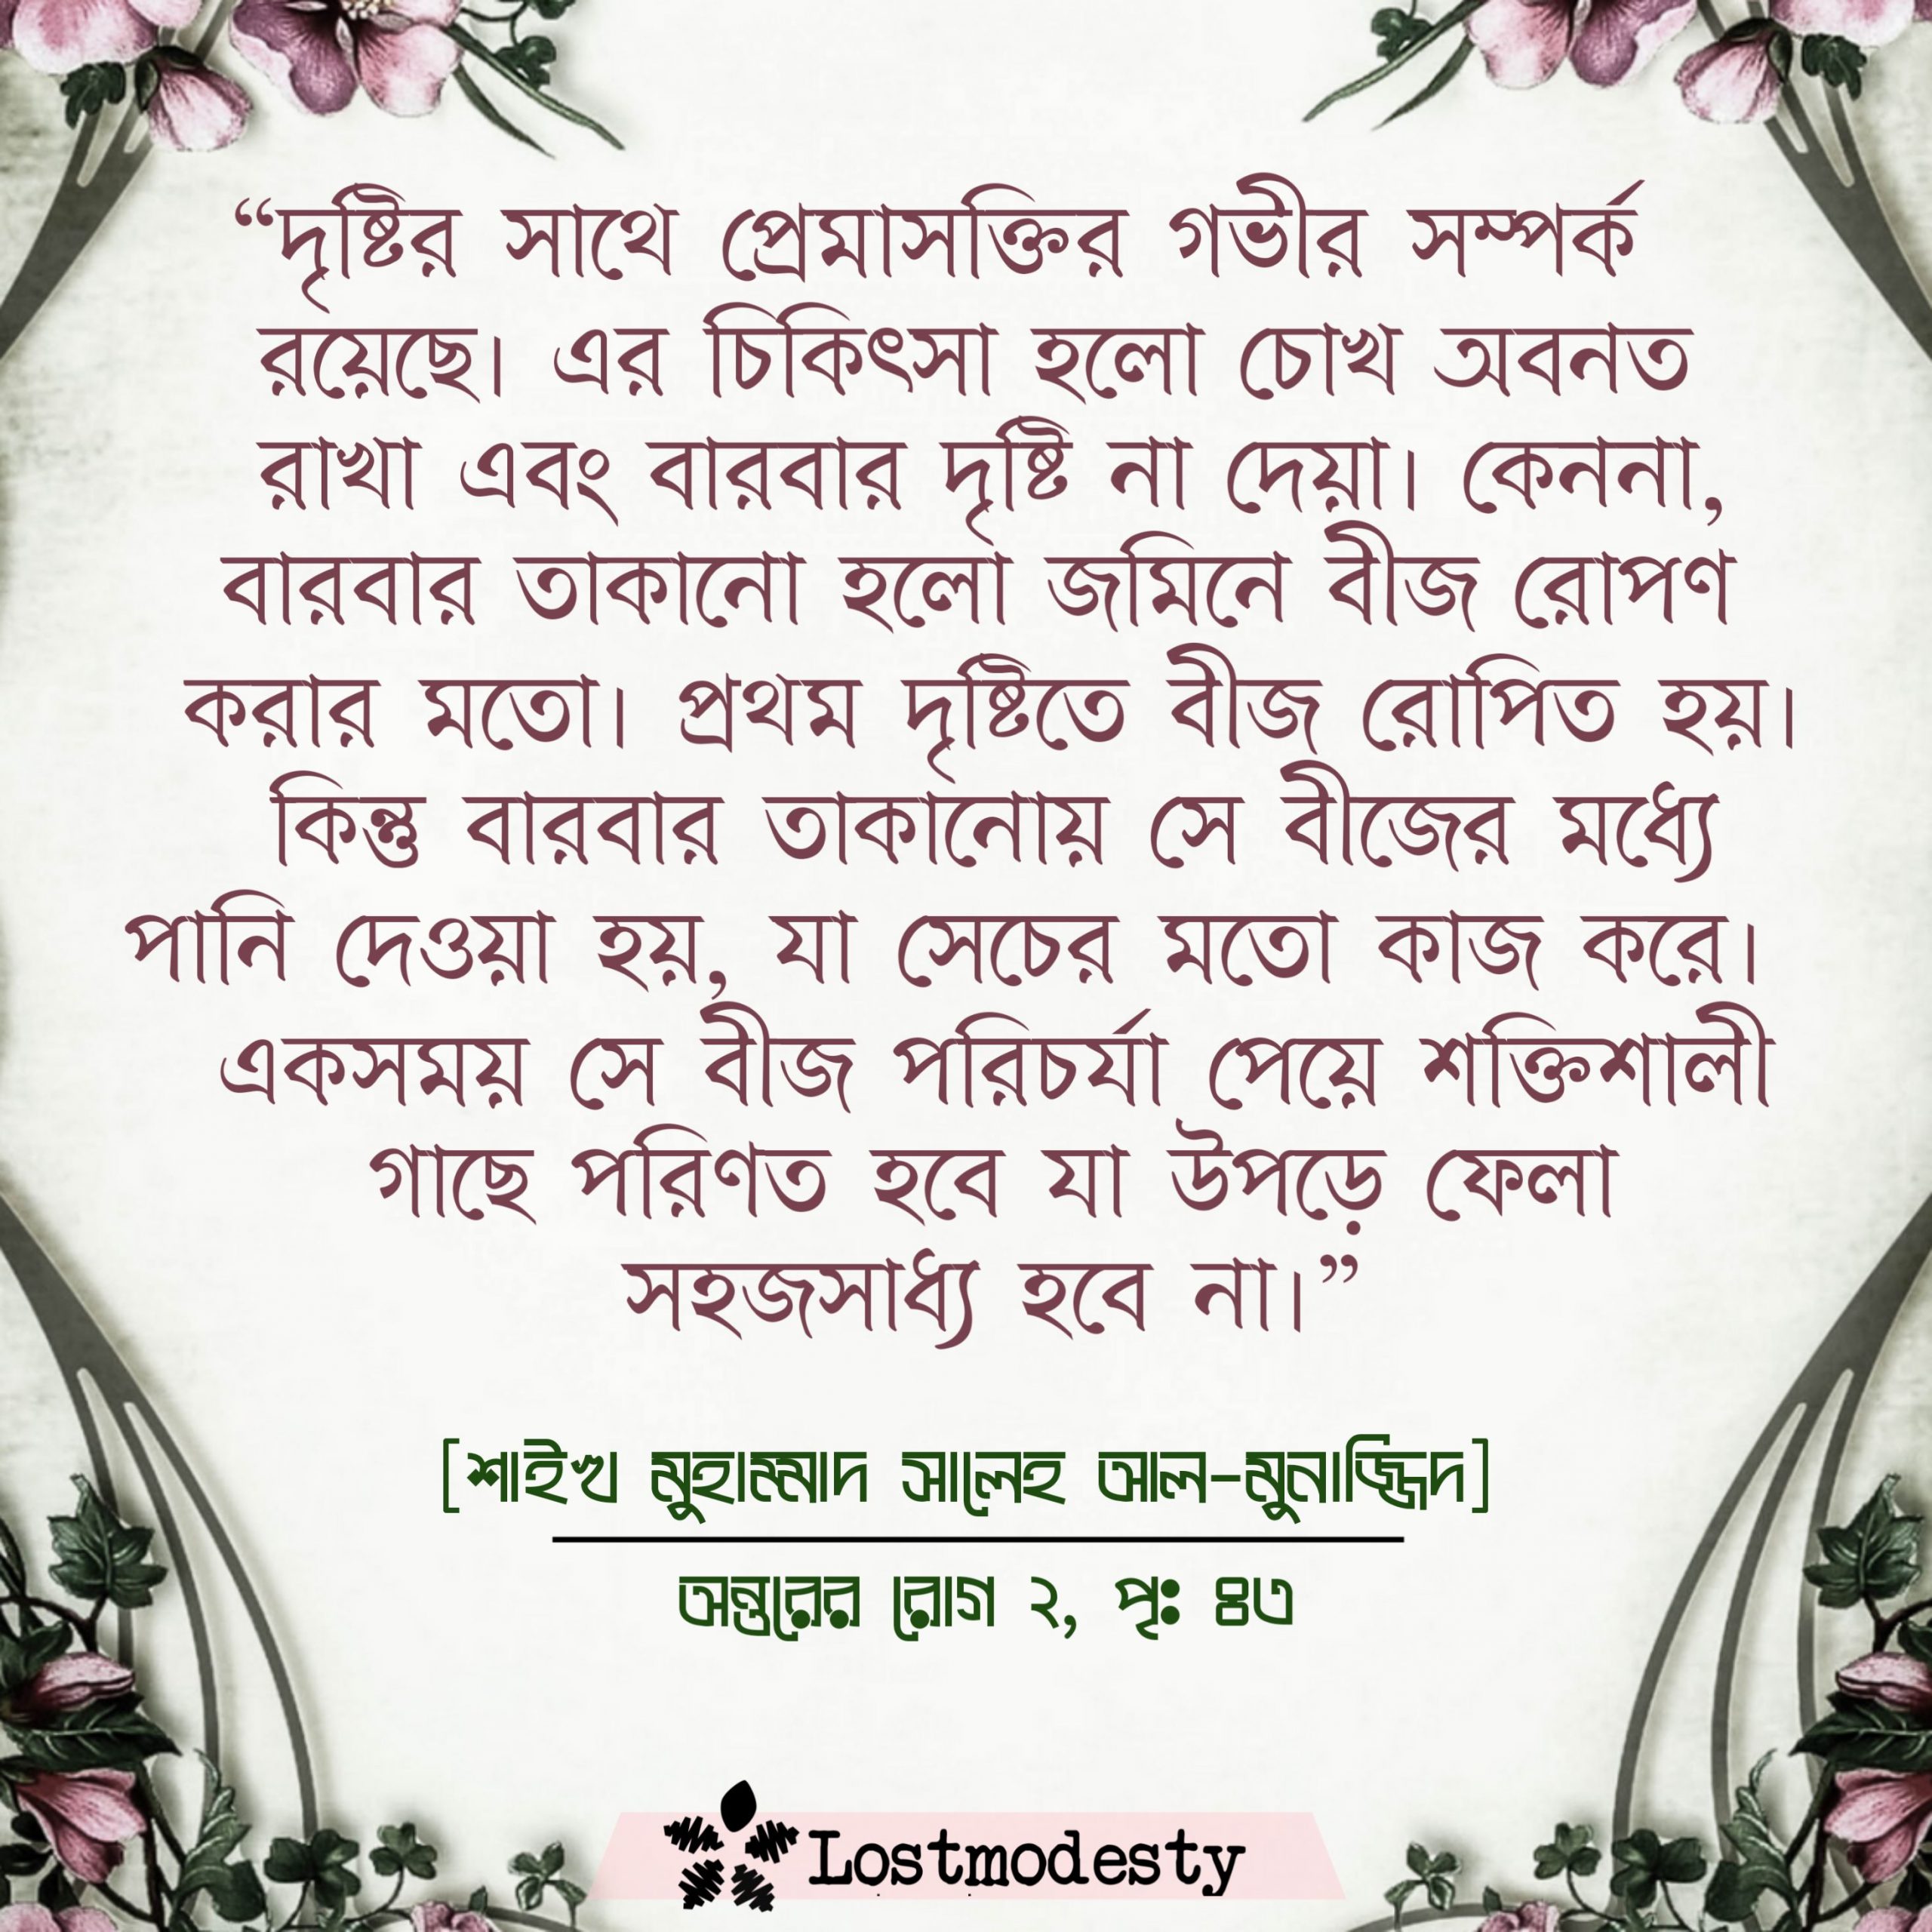 “দৃষ্টির সাথে প্রেমাসক্তির গভীর সম্পর্ক
রয়েছে। এর চিকিৎসা হলো চোখ অবনত
রাখা এবং বারবার দৃষ্টি না দেয়া। কেননা,
বারবার তাকানো হলো জমিনে বীজ রোপণ
করার মতো। প্রথম দৃষ্টিতে বীজ রোপিত হয়।
কিন্তু বারবার তাকানোয় সে বীজের মধ্যে
পানি দেওয়া হয়, যা সেচের মতো কাজ করে।
একসময় সে বীজ পরিচর্যা পেয়ে শক্তিশালী
গাছে পরিণত হবে যা উপড়ে ফেলা
সহজসাধ্য হবে না।”
[শাইখ মুহাম্মাদ সালেহ আল-মুনাজ্জিদ]
অন্তরের রোগ ২, পৃঃ ৪৩
Lostmodesty